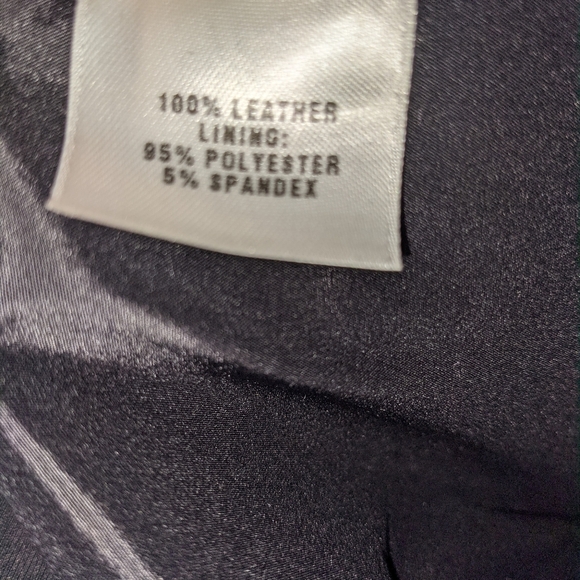 100% LEATHER
LINING:
95% POLYESTER
5% SPANDEX